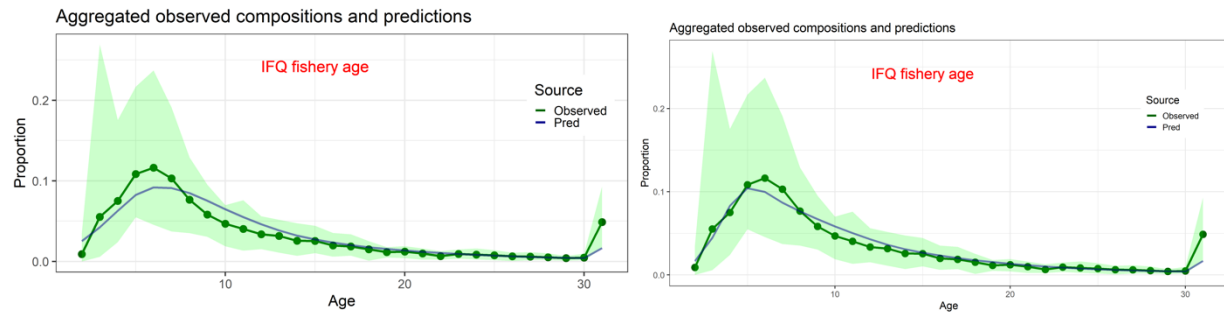 Aggregated observed compositions and predictions
IFQ fishery age
Source
Observed
Pred
0.2
0.1
0.0
Proportion
10
20
30
Age
Aggregated observed compositions and predictions
IFQ fishery age
Source
Observed
Pred
0.2
0.1
0.0
Proportion
10
20
30
Age